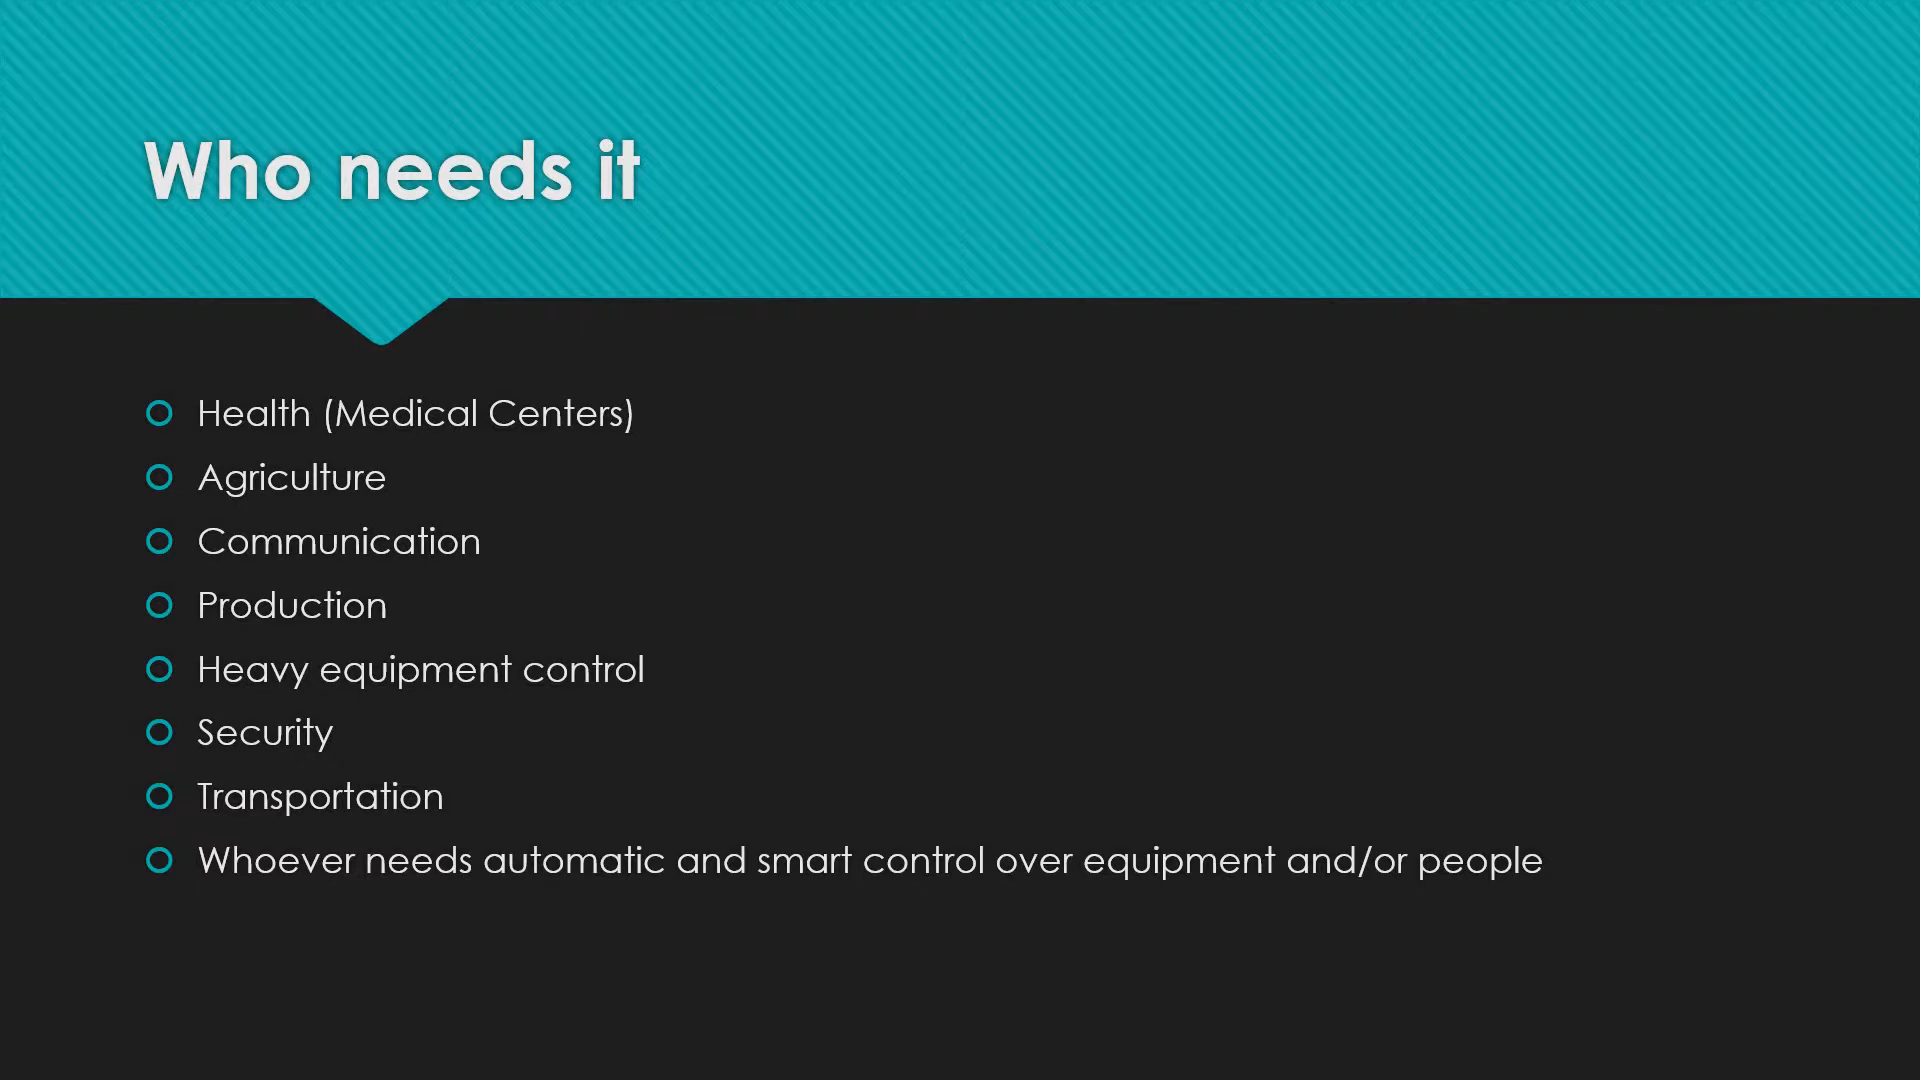 Who needs it
Health (Medical Centers)
Agriculture
Communication
Production
Heavy equipment control
Security
Transportation
Whoever needs automatic and smart control over equipment and/or people